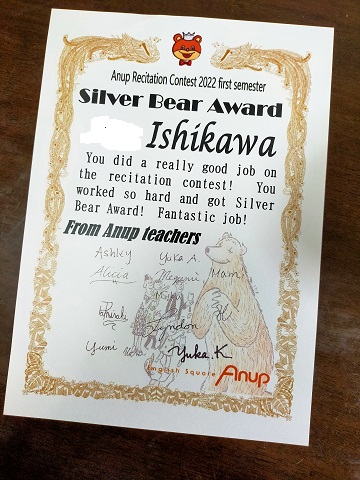 Anup Recitation Contest 2022 first semester
Silver Bear Award
Ishikawa
You did a really good job on
the recitation contest! You
worked so hard and got Silver
Bear Award! Fantastic job!
From Anup teachers
Ashley Yuka A.
Alicia Megumi Mami
Lyndon
Yumi Yuka.K
English Square Anup